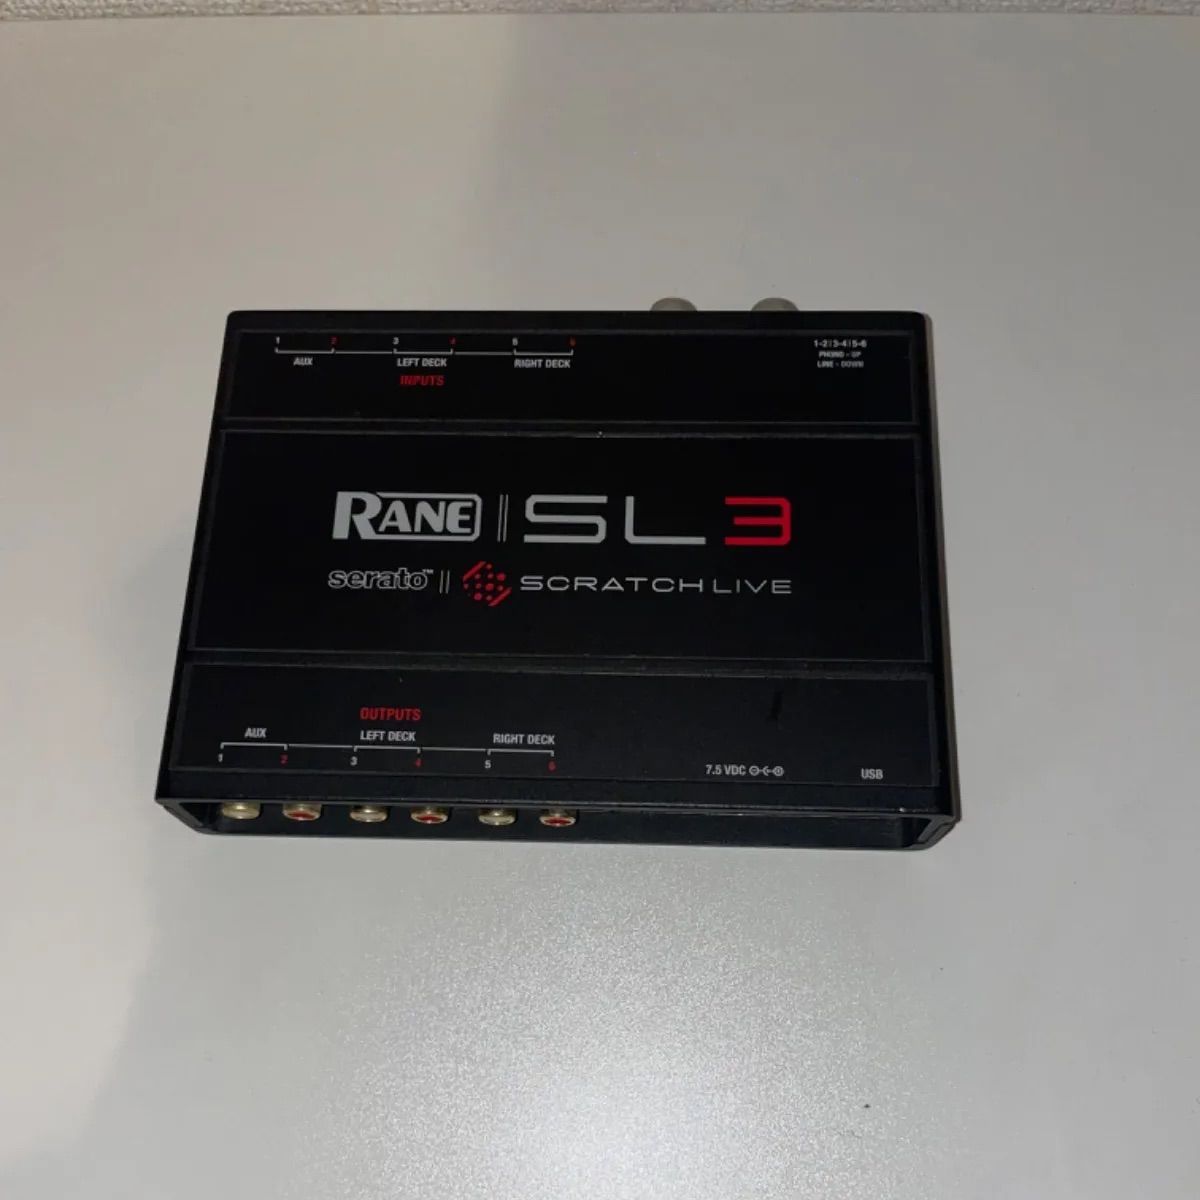 1 2 3 4 5 6
AUX LEFT DECK RIGHT DECK
INPUTS
1-2|3-4|5-6
PHONO - UP
LINE - DOWN
RANE || SL3
serato™ || SCRATCH LIVE
OUTPUTS
AUX LEFT DECK RIGHT DECK
1 2 3 4 5 6
7.5 VDC
USB